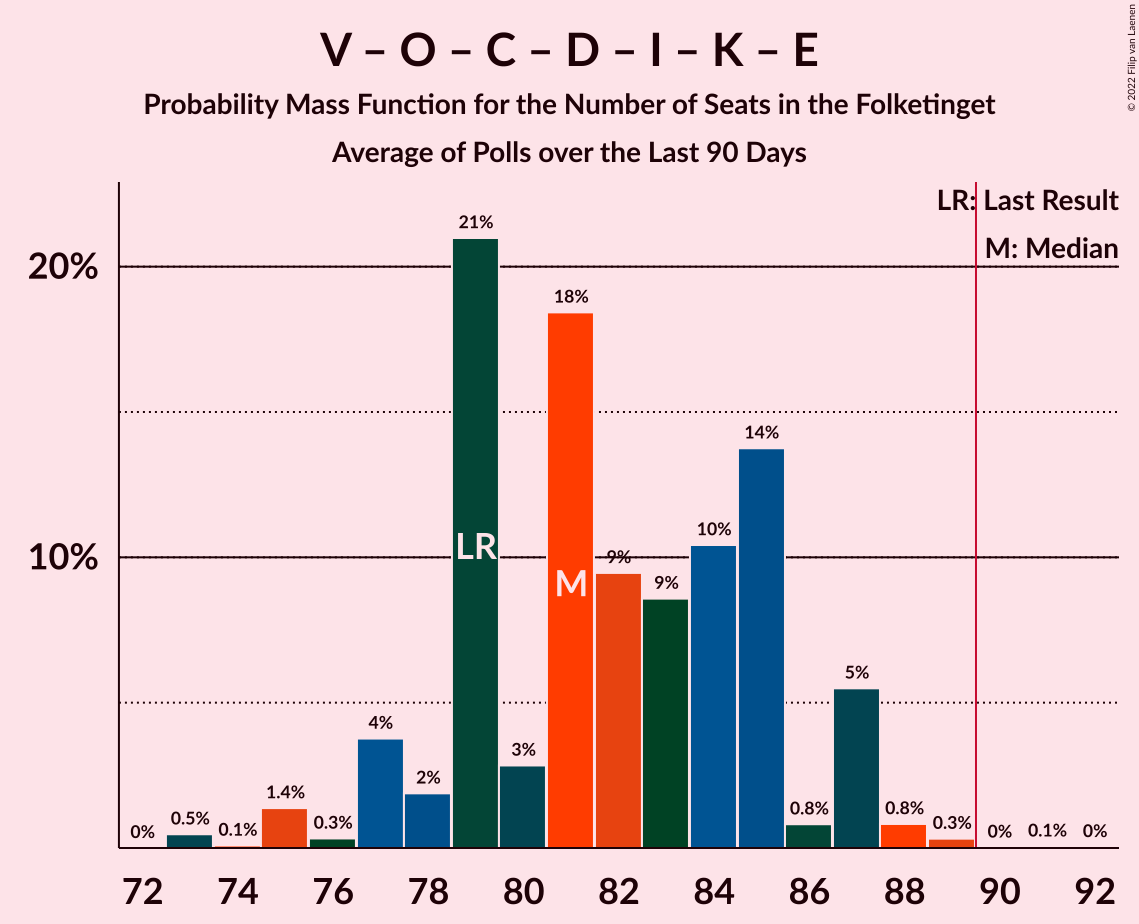 V – O – C – D – I – K – E
Probability Mass Function for the Number of Seats in the Folketinget
Average of Polls over the Last 90 Days
© 2022 Filip van Laenen
LR: Last Result
M: Median
20%
10%
0%
0.5%
0.1%
1.4%
0.3%
4%
2%
21%
3%
18%
9%
9%
10%
14%
0.8%
5%
0.8%
0.3%
0%
0.1%
0%
LR
M
72 74 76 78 80 82 84 86 88 90 92